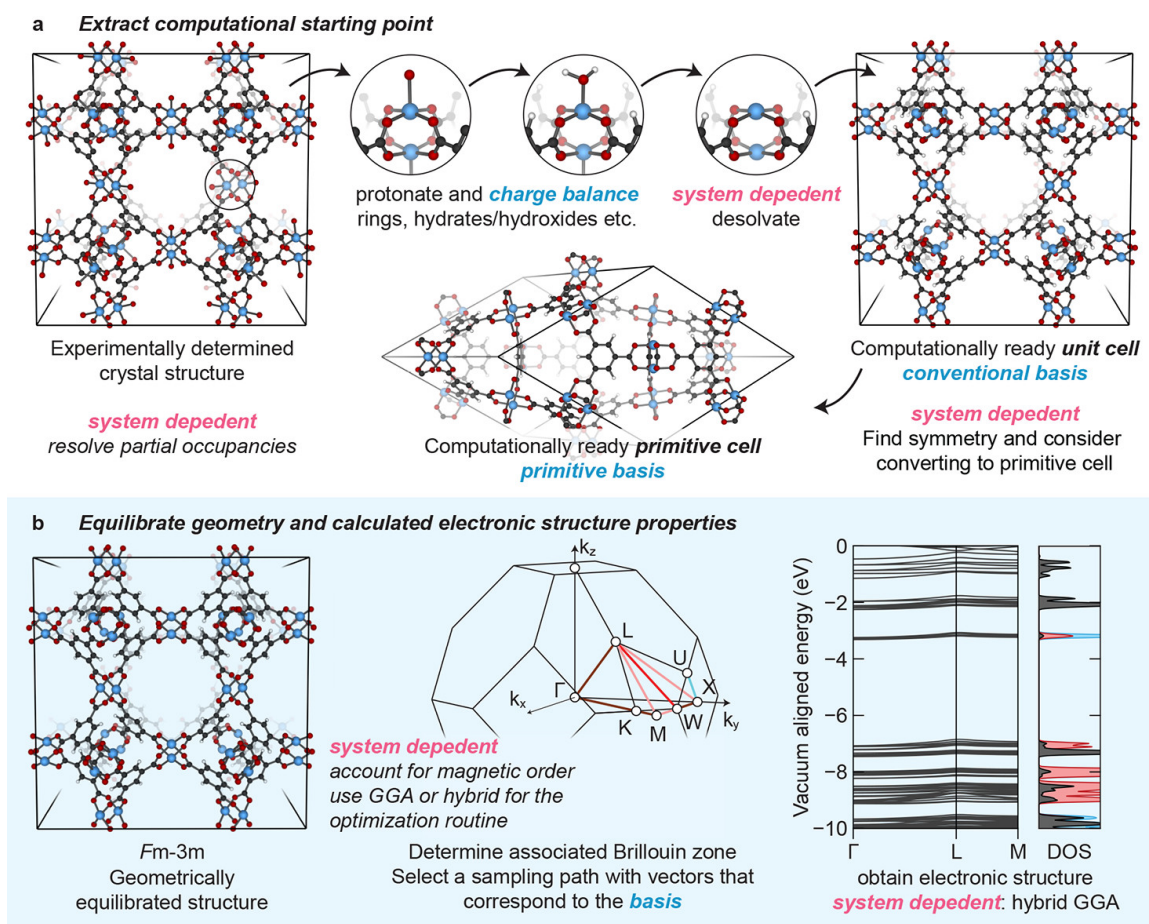 a Extract computational starting point
protonate and charge balance
rings, hydrates/hydroxides etc.
system depedent
desolvate
Experimentally determined
crystal structure
system depedent
resolve partial occupancies
Computationally ready primitive cell
primitive basis
Computationally ready unit cell
conventional basis
system depedent
Find symmetry and consider
converting to primitive cell
b Equilibrate geometry and calculated electronic structure properties
Fm-3m
Geometrically
equilibrated structure
kz
L
U
Γ
X
kx
K
M
W
ky
system depedent
account for magnetic order
use GGA or hybrid for the
optimization routine
Determine associated Brillouin zone
Select a sampling path with vectors that
correspond to the basis
Vacuum aligned energy (eV)
0
−2
−4
−6
−8
−10
Γ L M DOS
obtain electronic structure
system depedent: hybrid GGA